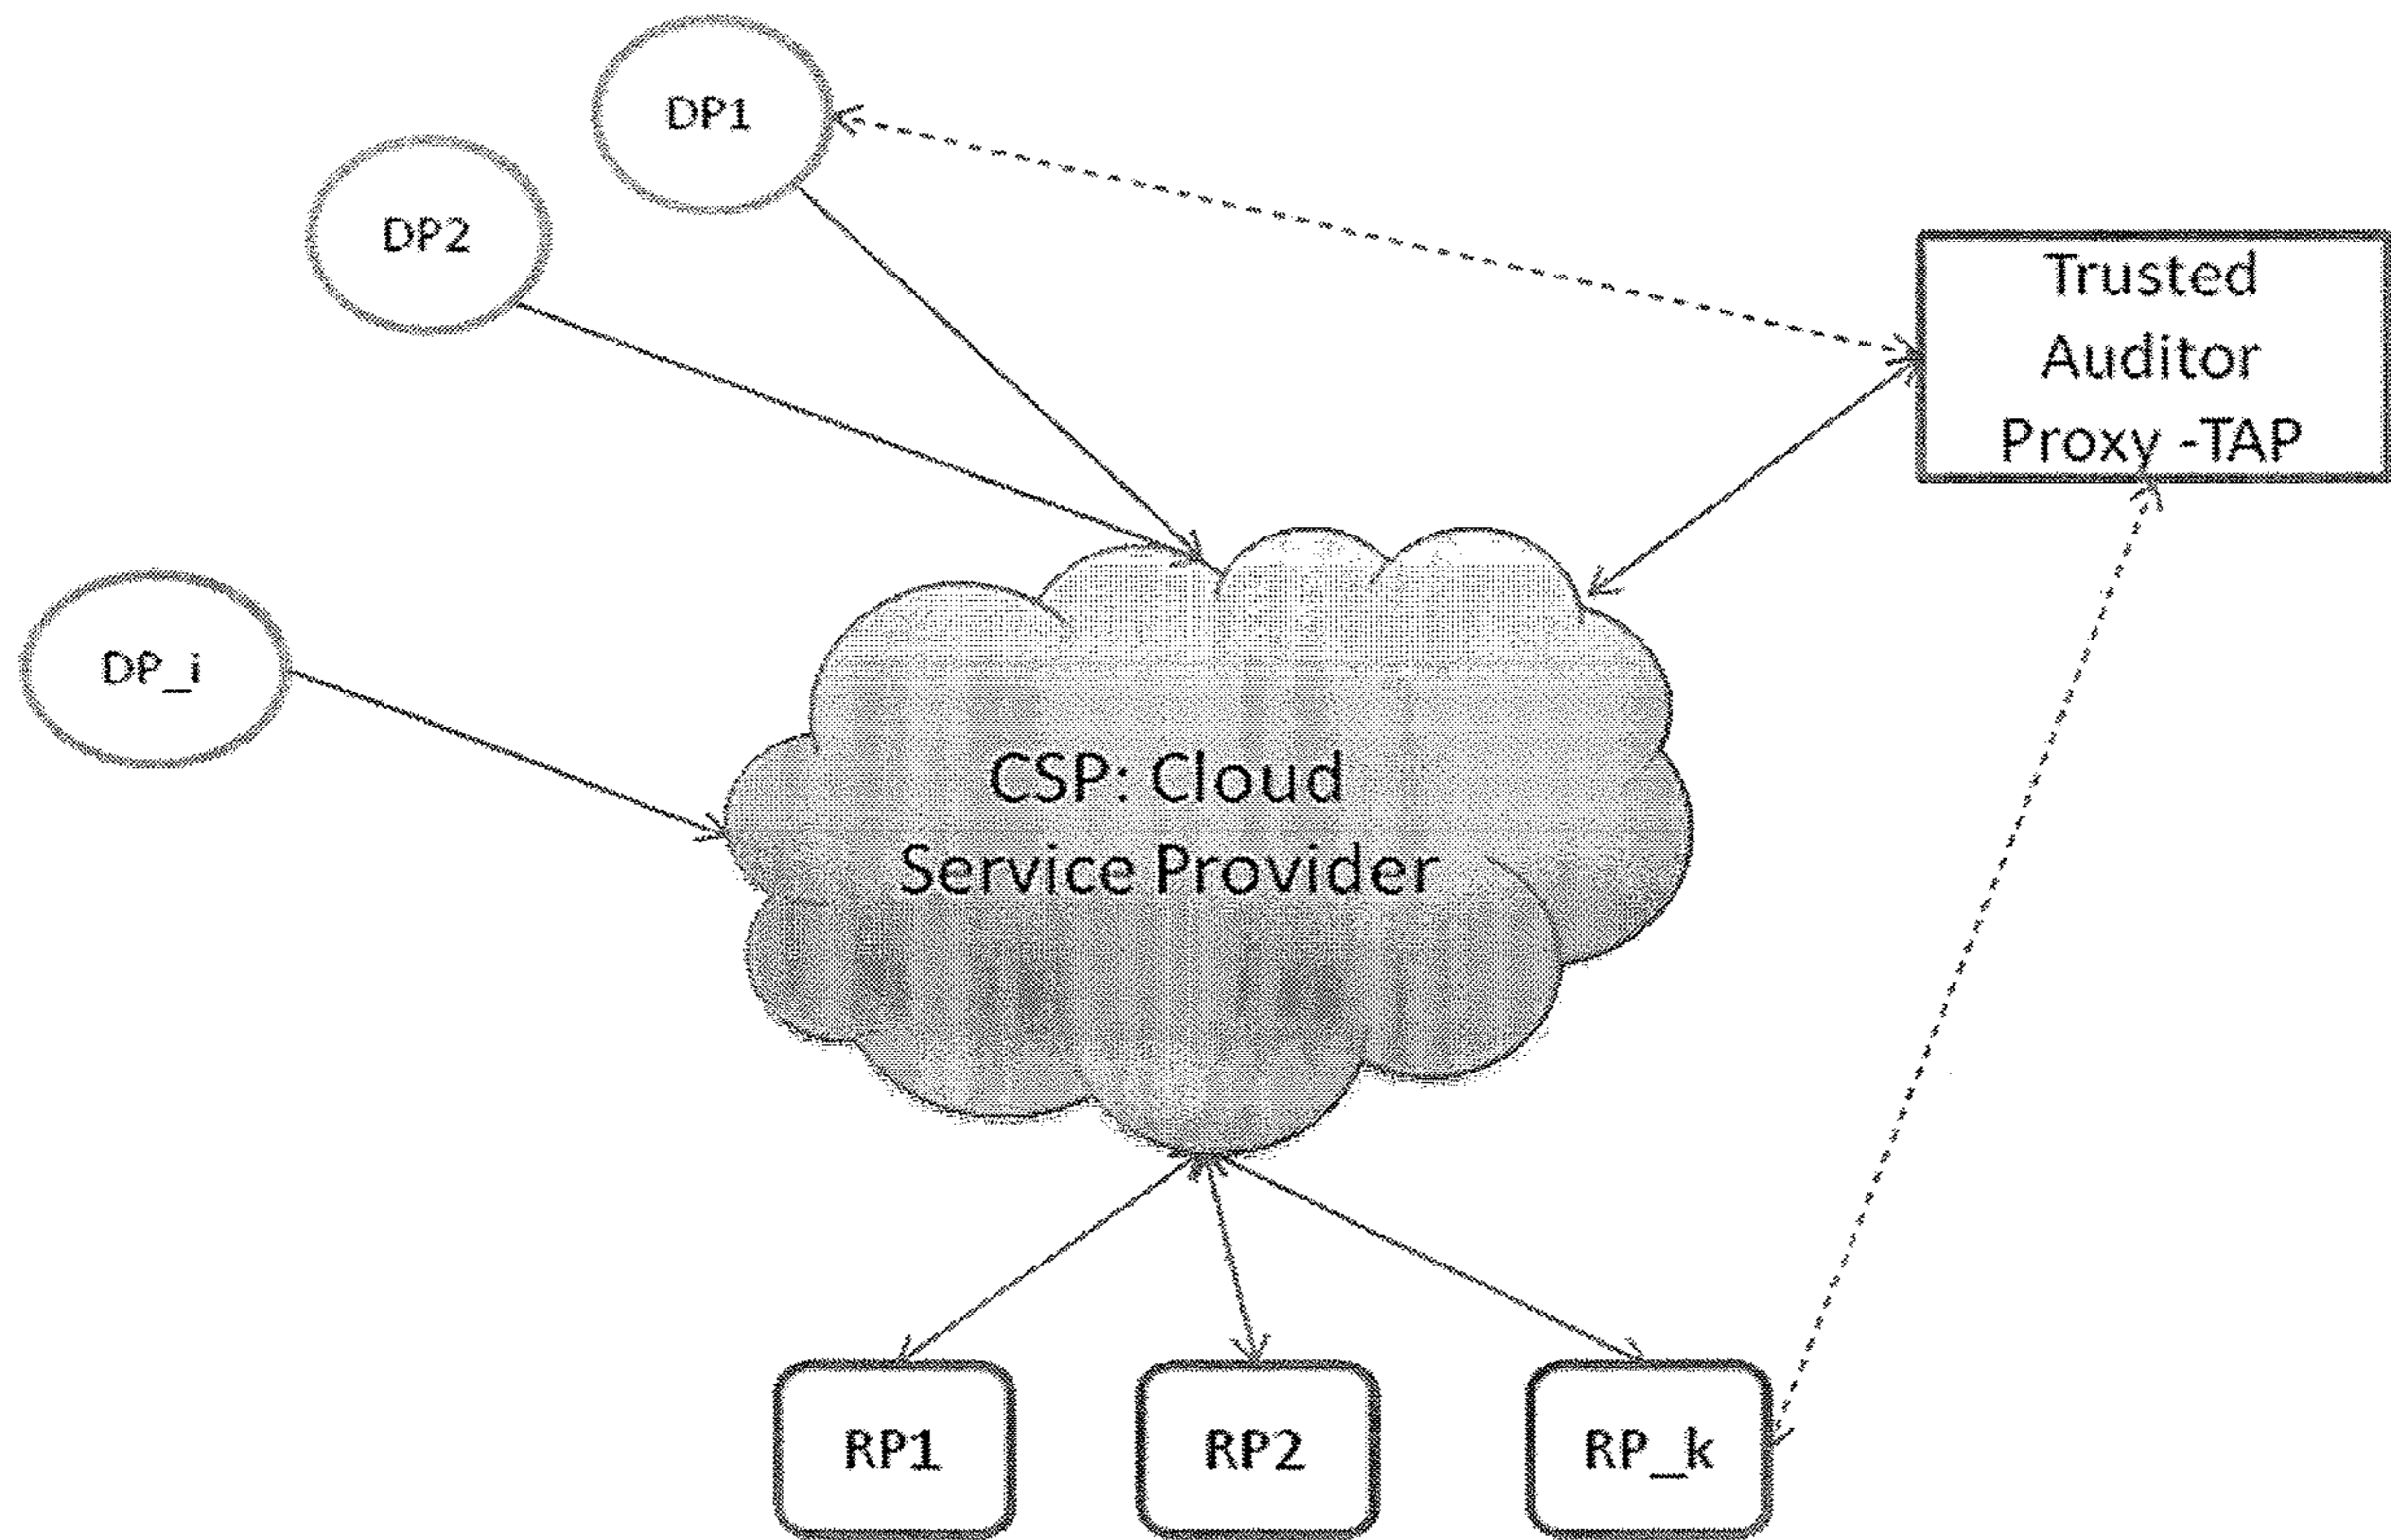 DP1
DP2
Trusted
Auditor
Proxy -TAP
DP_i
CSP: Cloud
Service Provider
RP1
RP2
RP_k